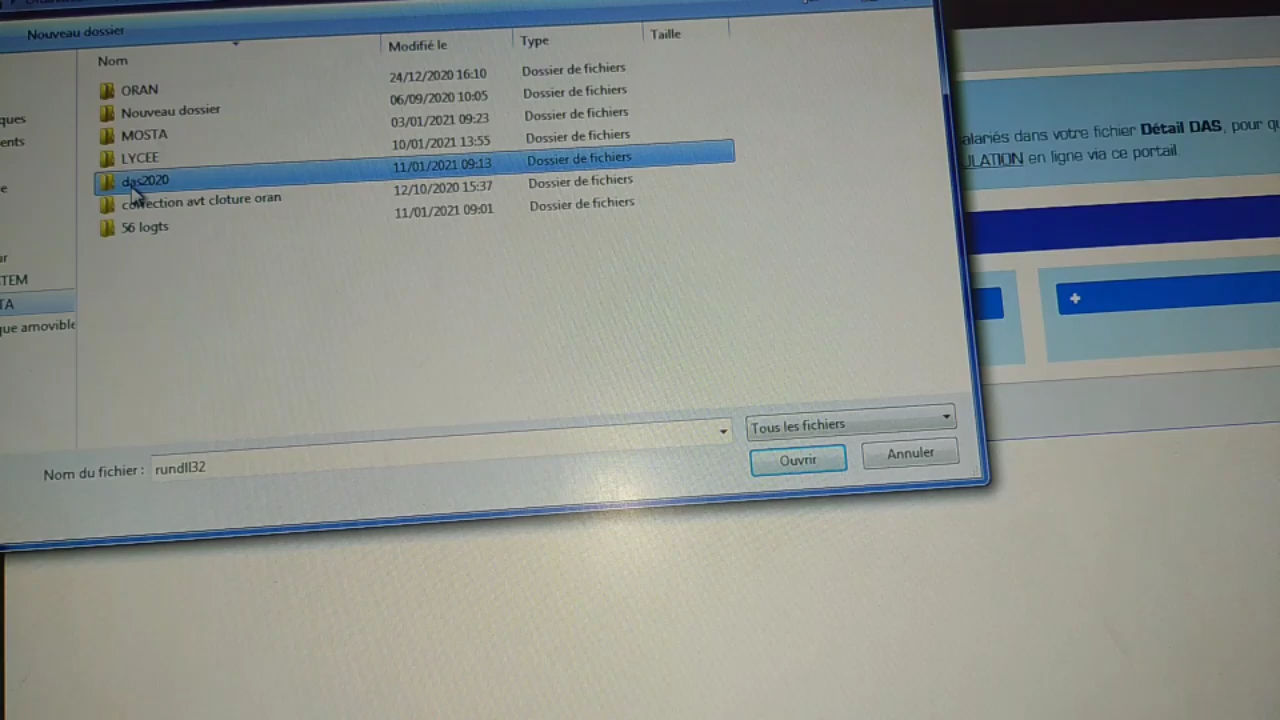 Nouveau dossier
Nom Modifié le Type Taille
ORAN 24/12/2020 16:10 Dossier de fichiers
Nouveau dossier 06/09/2020 10:05 Dossier de fichiers
MOSTA 03/01/2021 09:23 Dossier de fichiers
LYCEE 10/01/2021 13:55 Dossier de fichiers
das2020 11/01/2021 09:13 Dossier de fichiers
correction avt cloture oran 12/10/2020 15:37 Dossier de fichiers
56 logts 11/01/2021 09:01 Dossier de fichiers
ques
ents
e
ur
TEM
TA
que amovible
Nom du fichier : rundll32
Tous les fichiers
Ouvrir Annuler
alariés dans votre fichier Détail DAS, pour qu
ULATION en ligne via ce portail
+